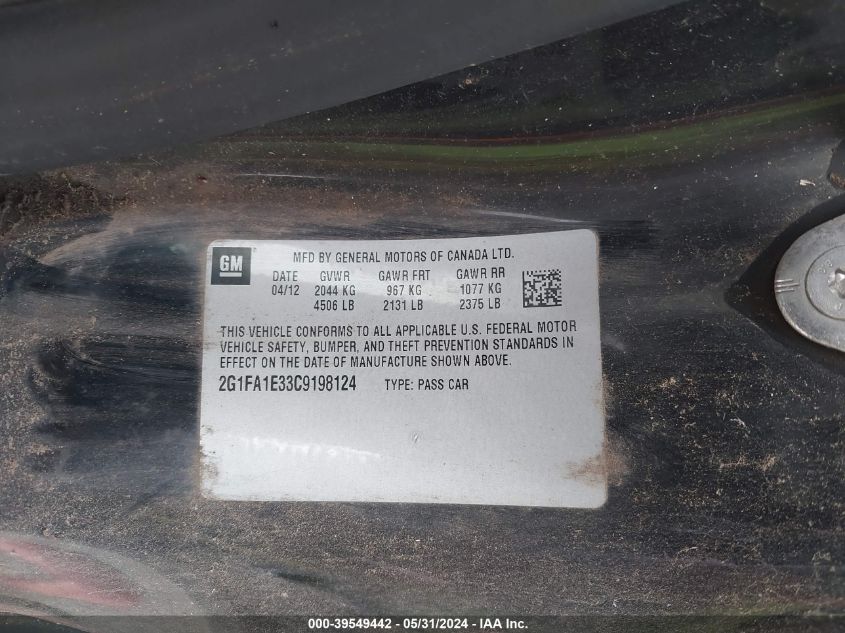 GM
MFD BY GENERAL MOTORS OF CANADA LTD.
DATE GVWR GAWR FRT GAWR RR
04/12 2044 KG 967 KG 1077 KG
4506 LB 2131 LB 2375 LB
THIS VEHICLE CONFORMS TO ALL APPLICABLE U.S. FEDERAL MOTOR
VEHICLE SAFETY, BUMPER, AND THEFT PREVENTION STANDARDS IN
EFFECT ON THE DATE OF MANUFACTURE SHOWN ABOVE.
2G1FA1E33C9198124 TYPE: PASS CAR
000-39549442 - 05/31/2024 - IAA Inc.